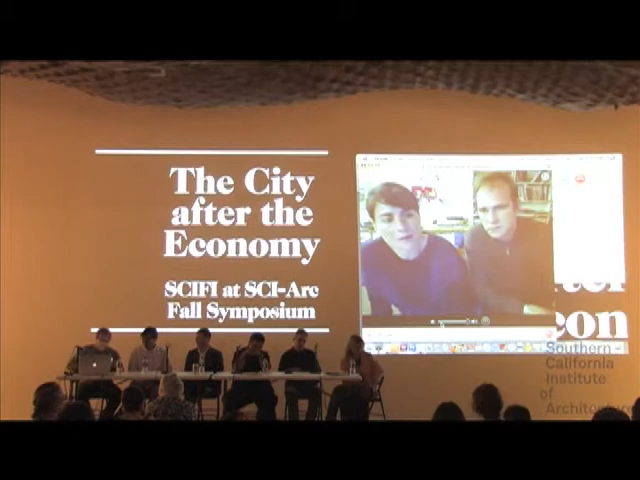 The City
after the
Economy
SCIFI at SCI-Arc
Fall Symposium
Southern
California
Institute
of
Architecture